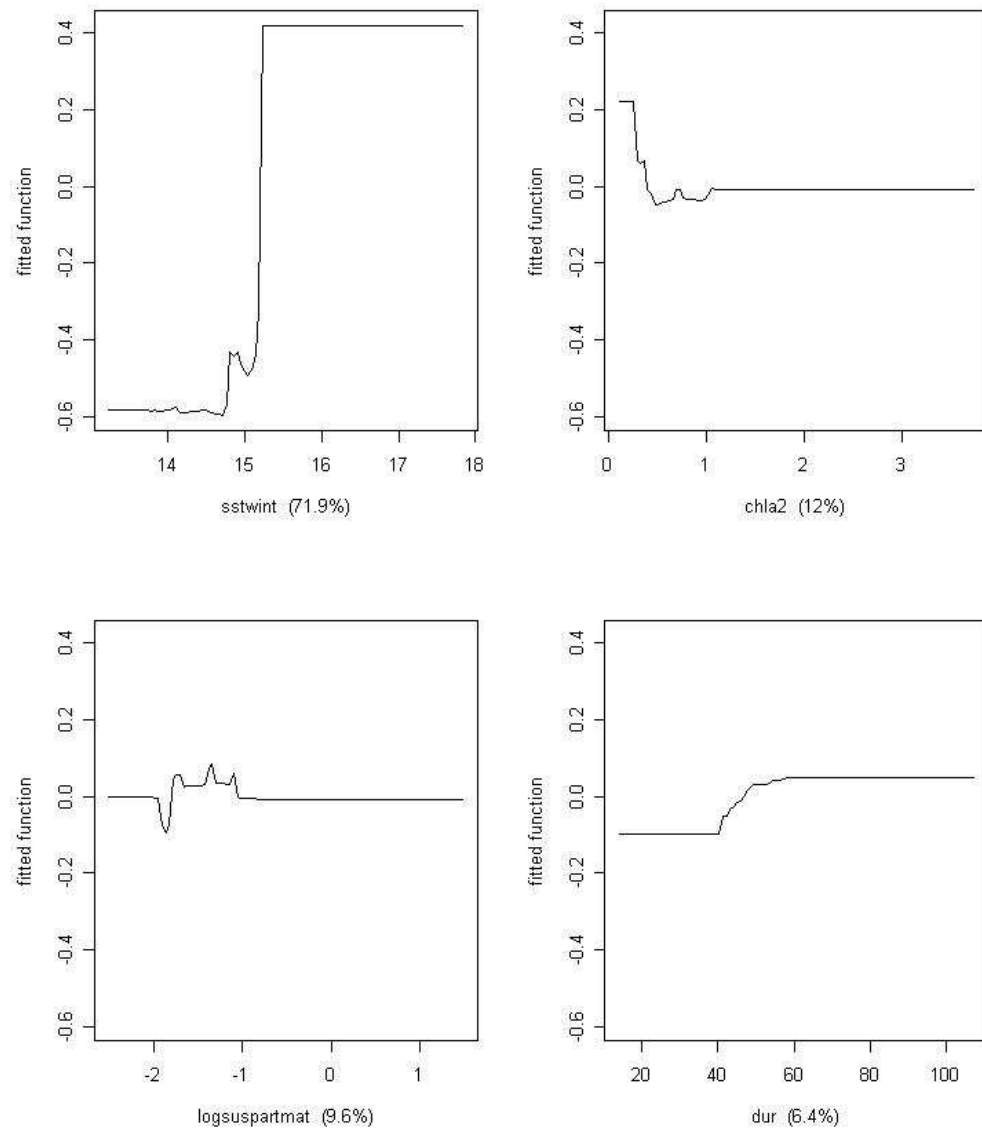 0.4
0.2
0.0
-0.2
-0.4
-0.6
fitted function
14 15 16 17 18
sstwint (71.9%)
0.4
0.2
0.0
-0.2
-0.4
-0.6
fitted function
0 1 2 3
chla2 (12%)
0.4
0.2
0.0
-0.2
-0.4
-0.6
fitted function
-2 -1 0 1
logsuspartmat (9.6%)
0.4
0.2
0.0
-0.2
-0.4
-0.6
fitted function
20 40 60 80 100
dur (6.4%)